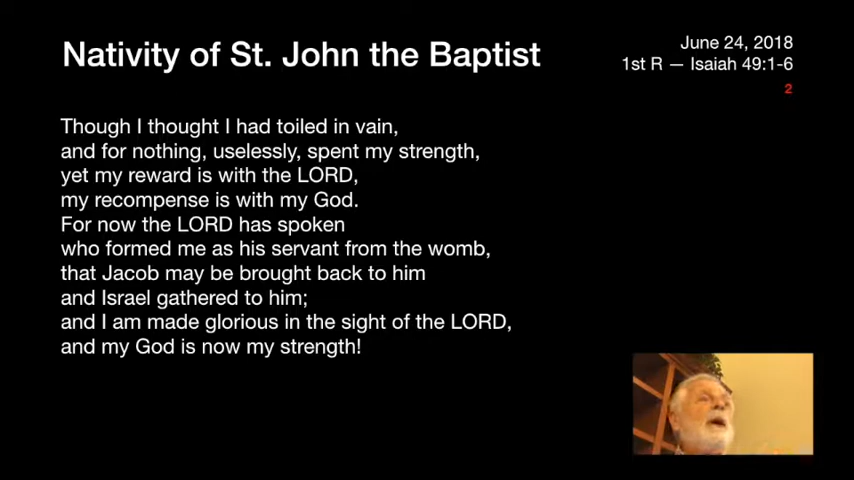 Nativity of St. John the Baptist
June 24, 2018
1st R — Isaiah 49:1-6
2
Though I thought I had toiled in vain,
and for nothing, uselessly, spent my strength,
yet my reward is with the LORD,
my recompense is with my God.
For now the LORD has spoken
who formed me as his servant from the womb,
that Jacob may be brought back to him
and Israel gathered to him;
and I am made glorious in the sight of the LORD,
and my God is now my strength!